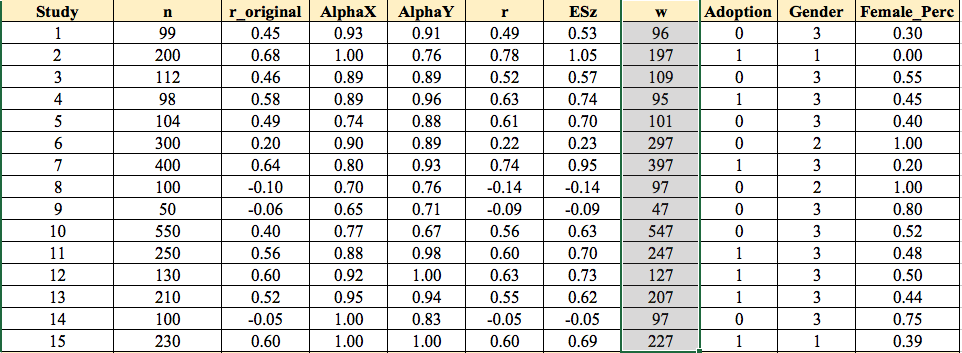 Study n r_original AlphaX AlphaY r ESz w Adoption Gender Female_Perc
1 99 0.45 0.93 0.91 0.49 0.53 96 0 3 0.30
2 200 0.68 1.00 0.76 0.78 1.05 197 1 1 0.00
3 112 0.46 0.89 0.89 0.52 0.57 109 0 3 0.55
4 98 0.58 0.89 0.96 0.63 0.74 95 1 3 0.45
5 104 0.49 0.74 0.88 0.61 0.70 101 0 3 0.40
6 300 0.20 0.90 0.89 0.22 0.23 297 0 2 1.00
7 400 0.64 0.80 0.93 0.74 0.95 397 1 3 0.20
8 100 -0.10 0.70 0.76 -0.14 -0.14 97 0 2 1.00
9 50 -0.06 0.65 0.71 -0.09 -0.09 47 0 3 0.80
10 550 0.40 0.77 0.67 0.56 0.63 547 0 3 0.52
11 250 0.56 0.88 0.98 0.60 0.70 247 1 3 0.48
12 130 0.60 0.92 1.00 0.63 0.73 127 1 3 0.50
13 210 0.52 0.95 0.94 0.55 0.62 207 1 3 0.44
14 100 -0.05 1.00 0.83 -0.05 -0.05 97 0 3 0.75
15 230 0.60 1.00 1.00 0.60 0.69 227 1 1 0.39